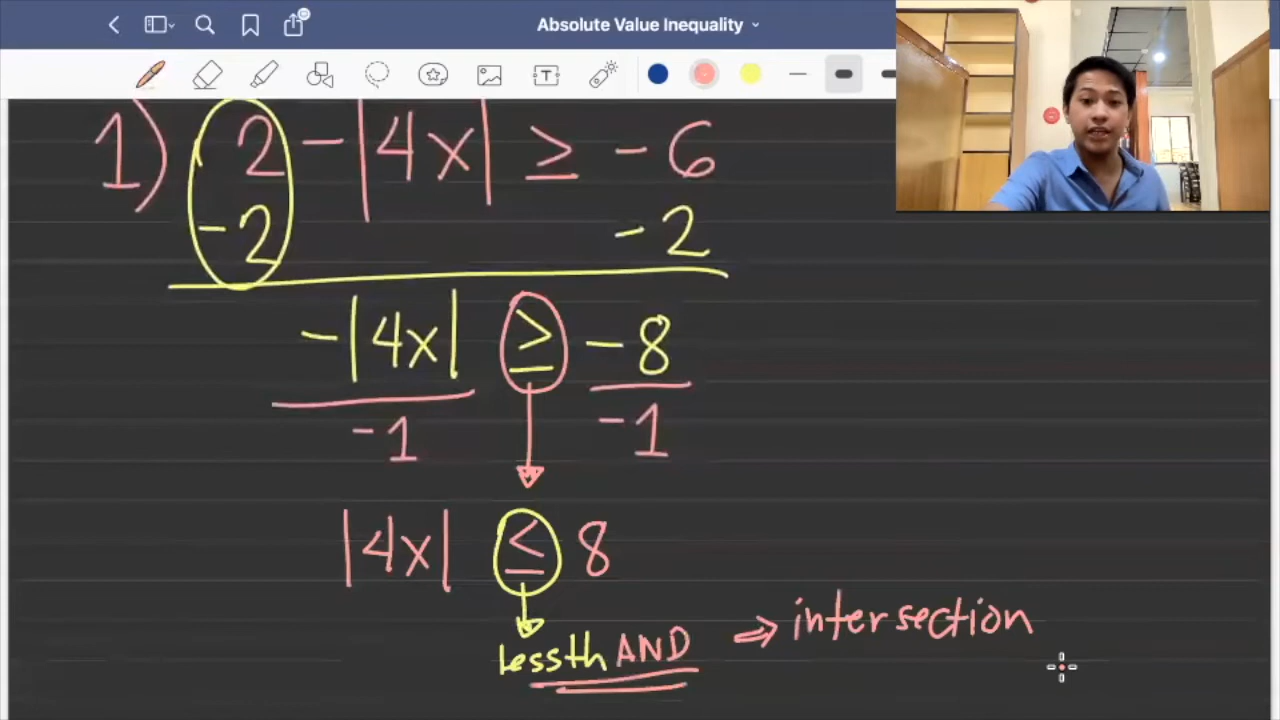 Absolute Value Inequality
1) 2 - |4x| ≥ - 6
-2 - 2
-|4x| ≥ - 8
-1 -1
|4x| ≤ 8
lessthAND ⇒ intersection